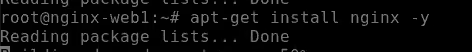 Reading package lists... Done
root@nginx-web1:~# apt-get install nginx -y
Reading package lists... Done